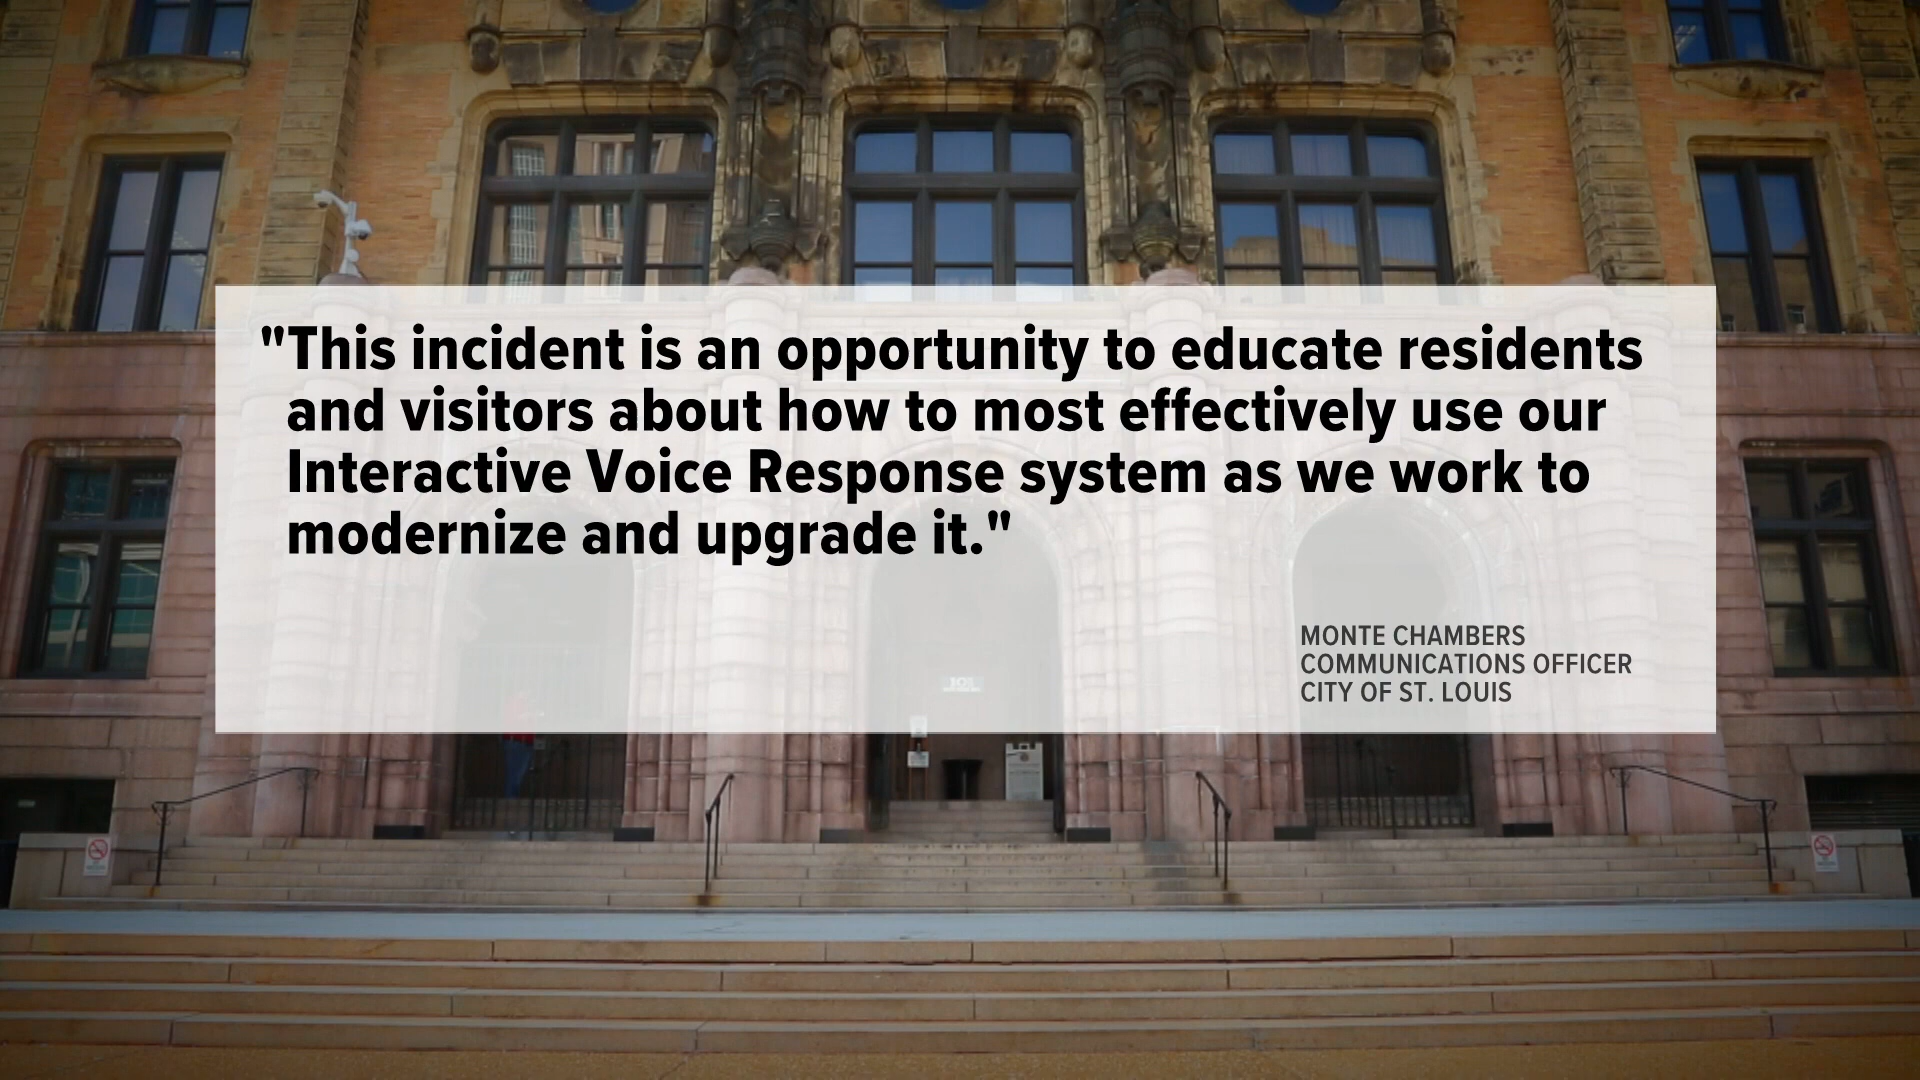 "This incident is an opportunity to educate residents
and visitors about how to most effectively use our
Interactive Voice Response system as we work to
modernize and upgrade it."
MONTE CHAMBERS
COMMUNICATIONS OFFICER
CITY OF ST. LOUIS